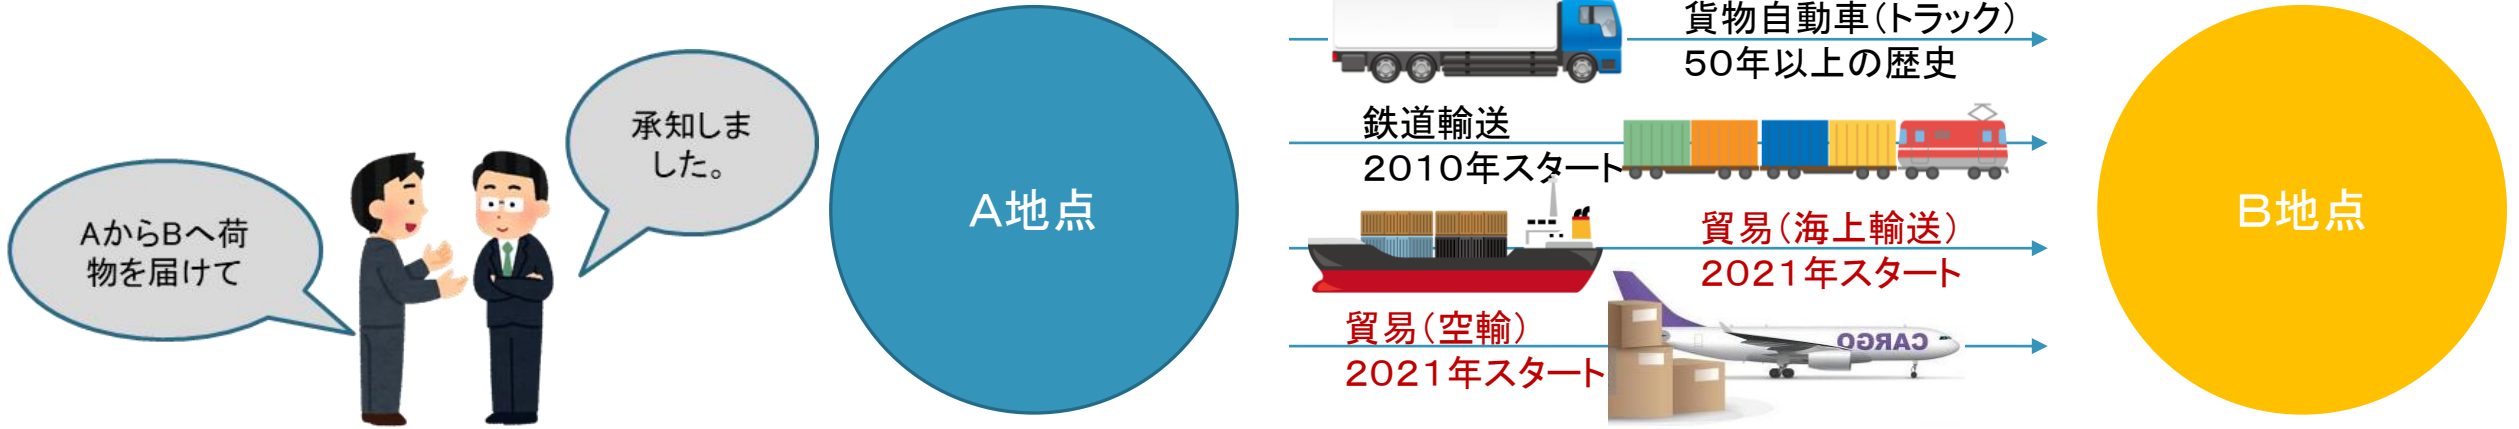 AからBへ荷
物を届けて
承知しま
した。
A地点
貨物自動車（トラック）
50年以上の歴史
鉄道輸送
2010年スタート
貿易（海上輸送）
2021年スタート
貿易（空輸）
2021年スタート
CARGO
B地点